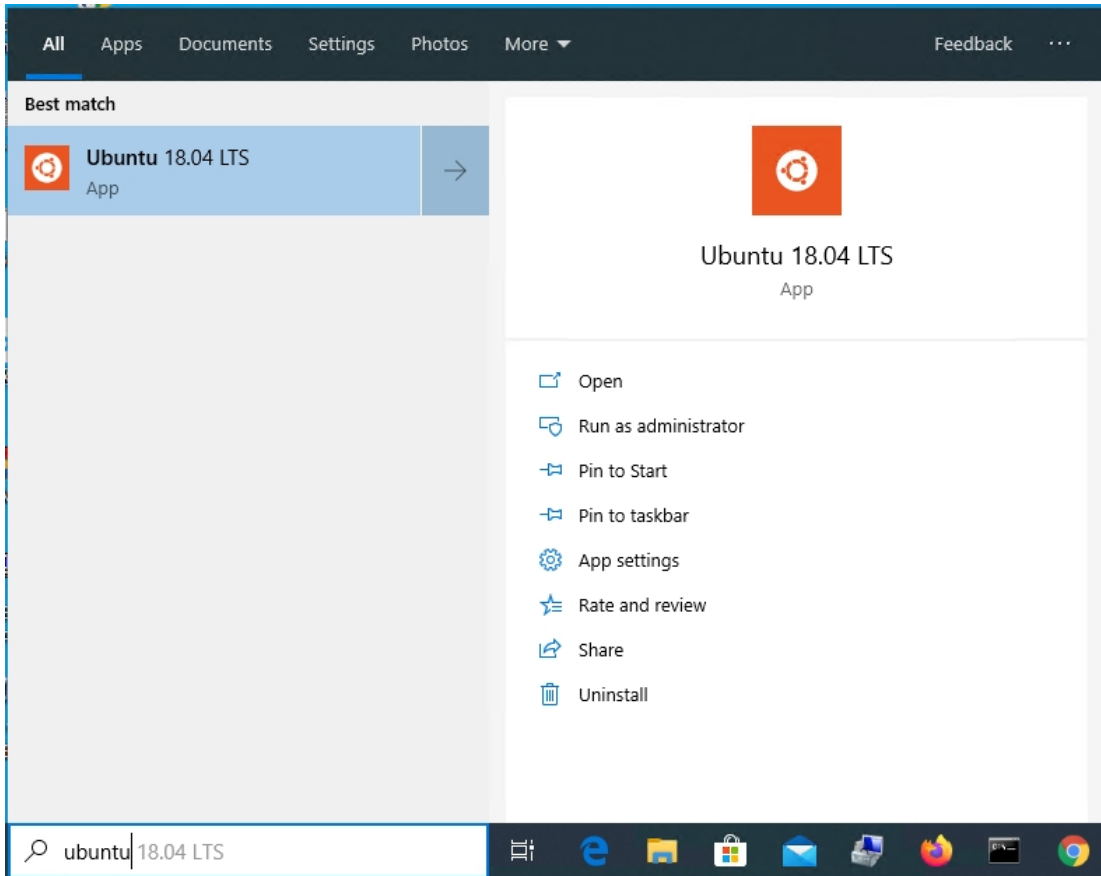 All Apps Documents Settings Photos More Feedback ...
Best match
Ubuntu 18.04 LTS
App
Ubuntu 18.04 LTS
App
Open
Run as administrator
Pin to Start
Pin to taskbar
App settings
Rate and review
Share
Uninstall
ubuntu 18.04 LTS